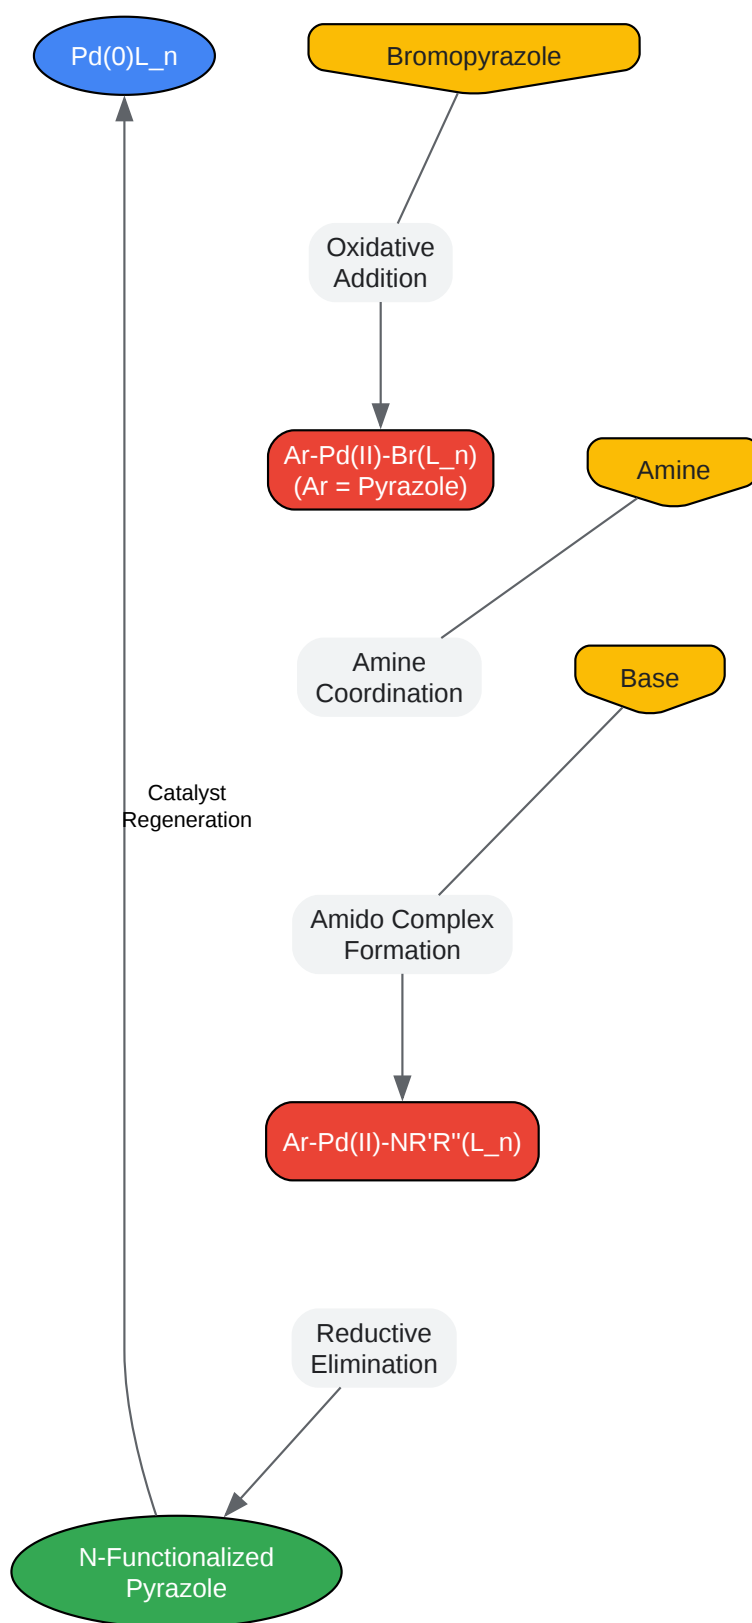 Pd(0)L_n
Bromopyrazole
Oxidative
Addition
Ar-Pd(II)-Br(L_n)
(Ar = Pyrazole)
Amine
Amine
Coordination
Base
Catalyst
Regeneration
Amido Complex
Formation
Ar-Pd(II)-NR'R"(L_n)
Reductive
Elimination
N-Functionalized
Pyrazole